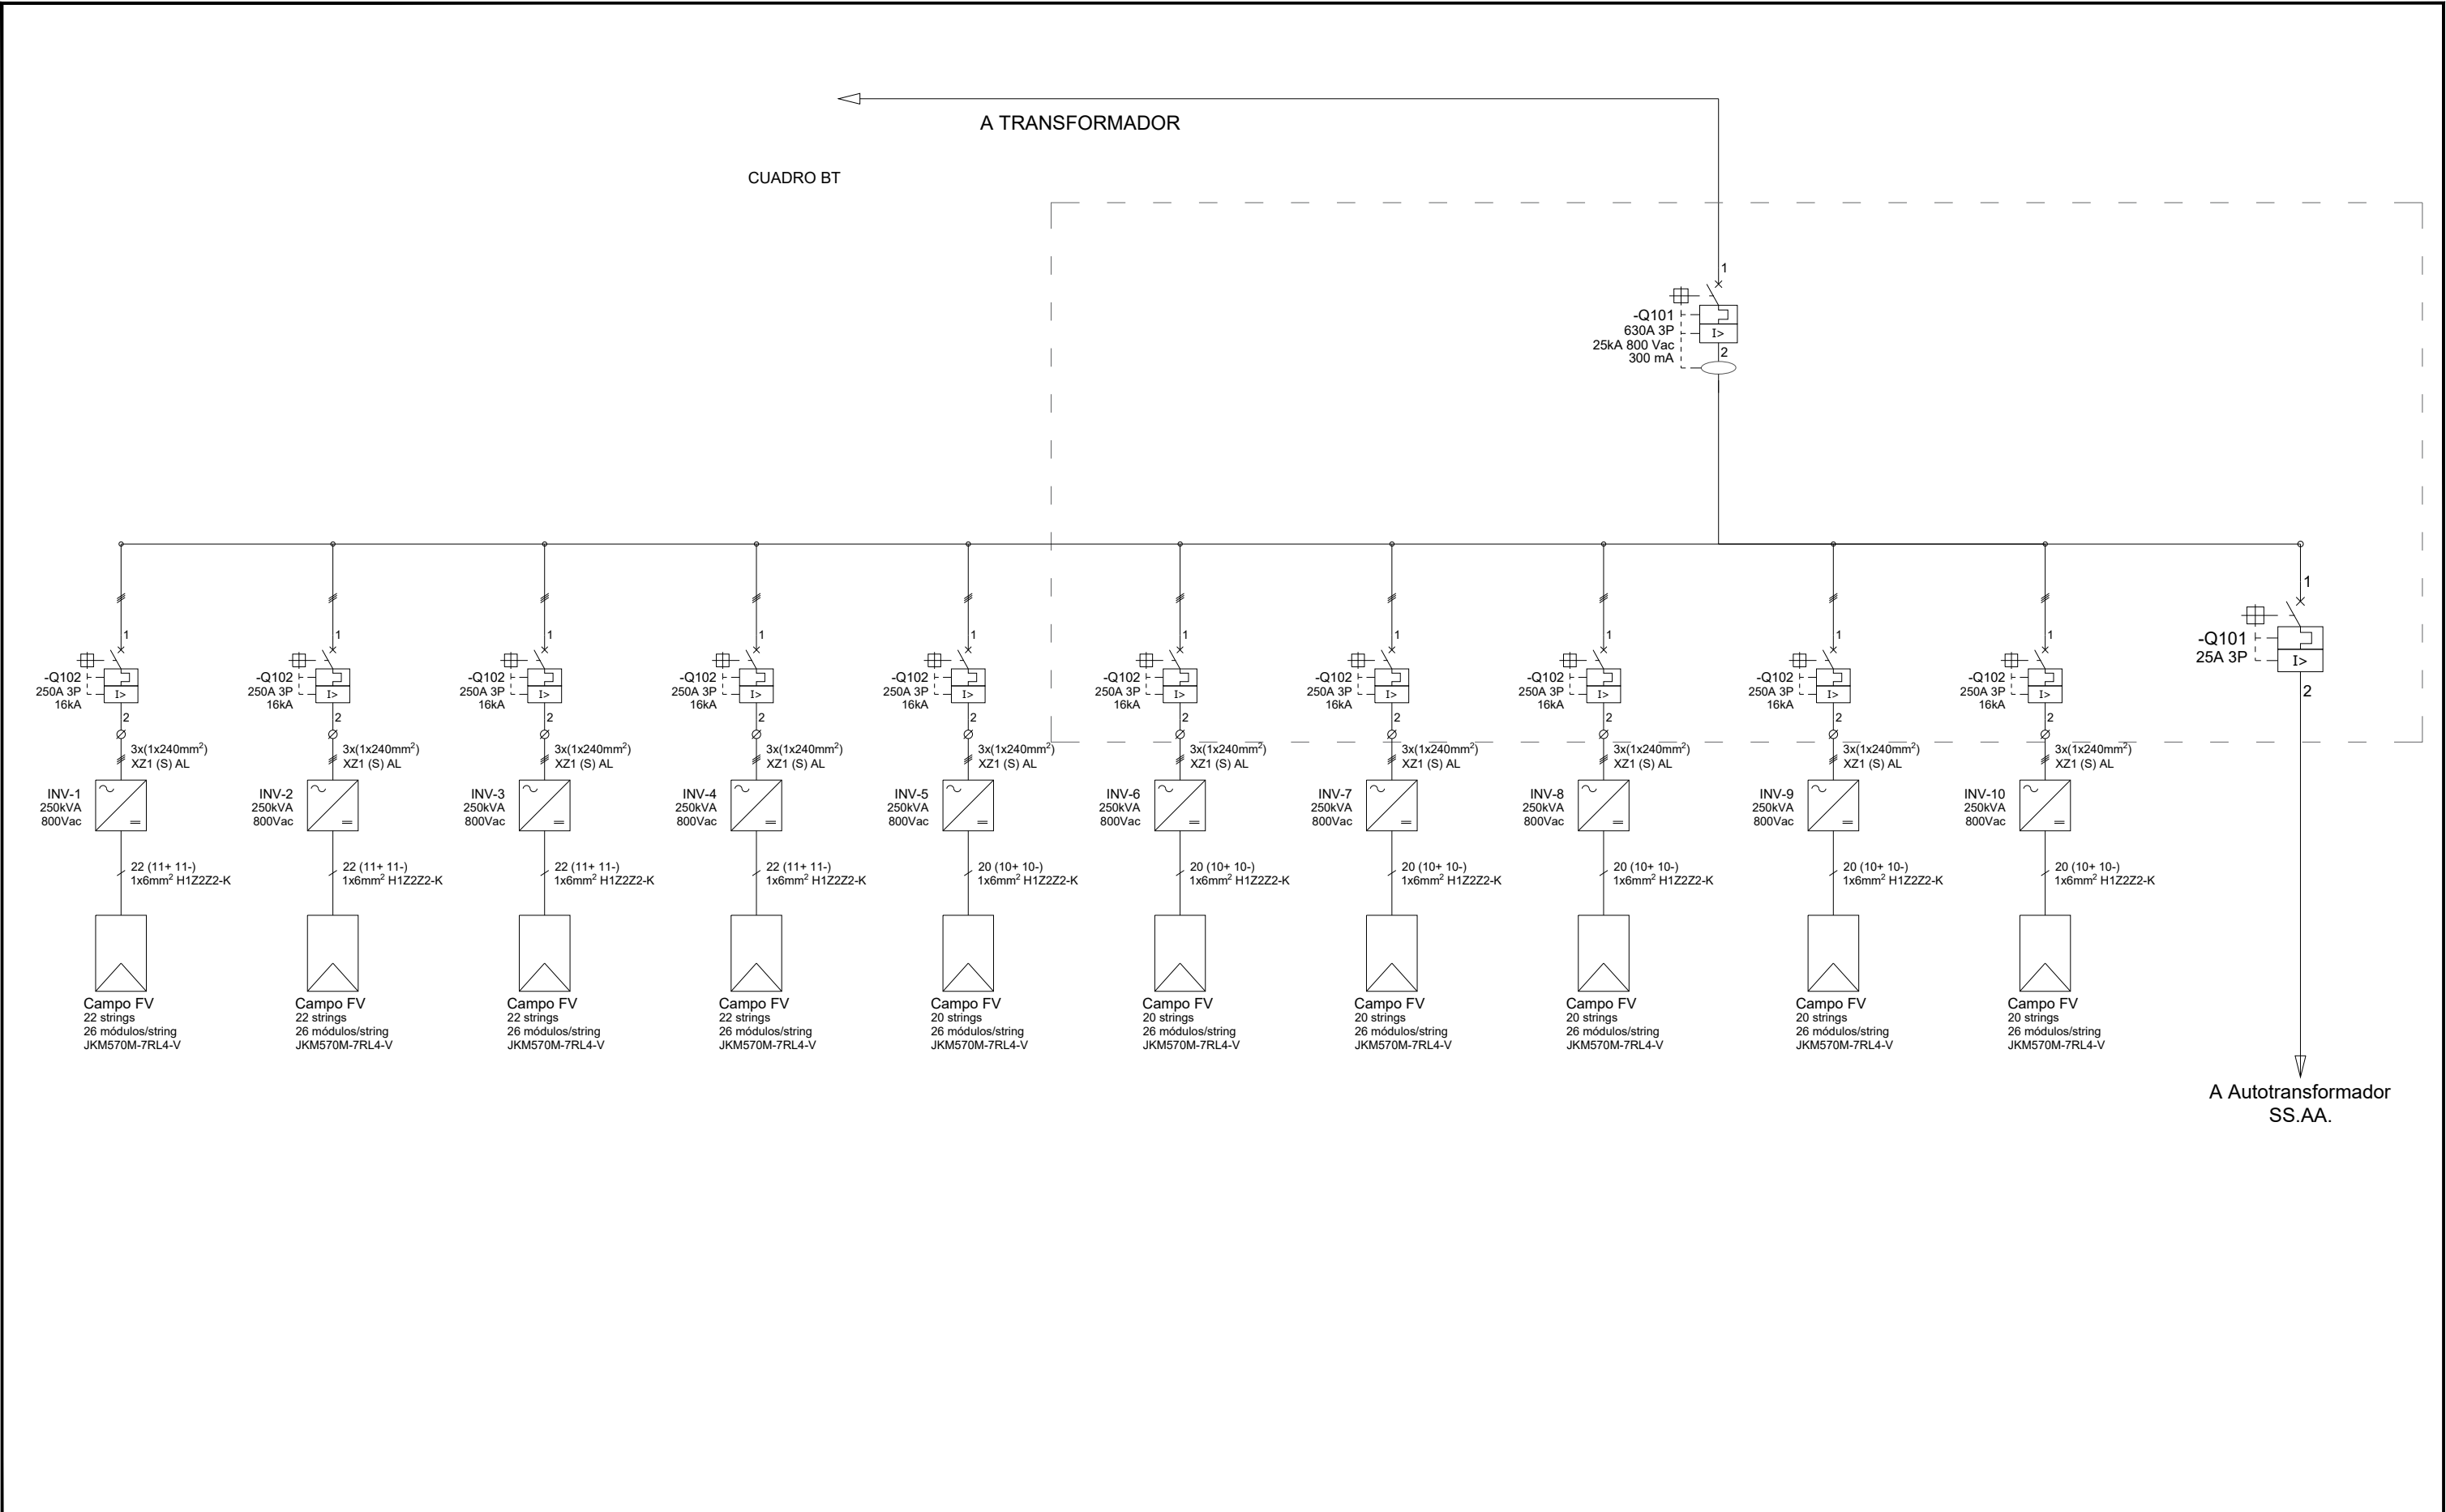 A TRANSFORMADOR
CUADRO BT
1
-Q101
630A 3P
25kA 800 Vac
300 mA
I>
2
1
-Q102
250A 3P
16kA
I>
2
3x(1x240mm²)
XZ1 (S) AL
INV-1
250kVA
800Vac
22 (11+ 11-)
1x6mm² H1Z2Z2-K
Campo FV
22 strings
26 módulos/string
JKM570M-7RL4-V
1
-Q102
250A 3P
16kA
I>
2
3x(1x240mm²)
XZ1 (S) AL
INV-2
250kVA
800Vac
22 (11+ 11-)
1x6mm² H1Z2Z2-K
Campo FV
22 strings
26 módulos/string
JKM570M-7RL4-V
1
-Q102
250A 3P
16kA
I>
2
3x(1x240mm²)
XZ1 (S) AL
INV-3
250kVA
800Vac
22 (11+ 11-)
1x6mm² H1Z2Z2-K
Campo FV
22 strings
26 módulos/string
JKM570M-7RL4-V
1
-Q102
250A 3P
16kA
I>
2
3x(1x240mm²)
XZ1 (S) AL
INV-4
250kVA
800Vac
22 (11+ 11-)
1x6mm² H1Z2Z2-K
Campo FV
22 strings
26 módulos/string
JKM570M-7RL4-V
1
-Q102
250A 3P
16kA
I>
2
3x(1x240mm²)
XZ1 (S) AL
INV-5
250kVA
800Vac
20 (10+ 10-)
1x6mm² H1Z2Z2-K
Campo FV
20 strings
26 módulos/string
JKM570M-7RL4-V
1
-Q102
250A 3P
16kA
I>
2
3x(1x240mm²)
XZ1 (S) AL
INV-6
250kVA
800Vac
20 (10+ 10-)
1x6mm² H1Z2Z2-K
Campo FV
20 strings
26 módulos/string
JKM570M-7RL4-V
1
-Q102
250A 3P
16kA
I>
2
3x(1x240mm²)
XZ1 (S) AL
INV-7
250kVA
800Vac
20 (10+ 10-)
1x6mm² H1Z2Z2-K
Campo FV
20 strings
26 módulos/string
JKM570M-7RL4-V
1
-Q102
250A 3P
16kA
I>
2
3x(1x240mm²)
XZ1 (S) AL
INV-8
250kVA
800Vac
20 (10+ 10-)
1x6mm² H1Z2Z2-K
Campo FV
20 strings
26 módulos/string
JKM570M-7RL4-V
1
-Q102
250A 3P
16kA
I>
2
3x(1x240mm²)
XZ1 (S) AL
INV-9
250kVA
800Vac
20 (10+ 10-)
1x6mm² H1Z2Z2-K
Campo FV
20 strings
26 módulos/string
JKM570M-7RL4-V
1
-Q102
250A 3P
16kA
I>
2
3x(1x240mm²)
XZ1 (S) AL
INV-10
250kVA
800Vac
20 (10+ 10-)
1x6mm² H1Z2Z2-K
Campo FV
20 strings
26 módulos/string
JKM570M-7RL4-V
1
-Q101
25A 3P
I>
2
A Autotransformador
SS.AA.